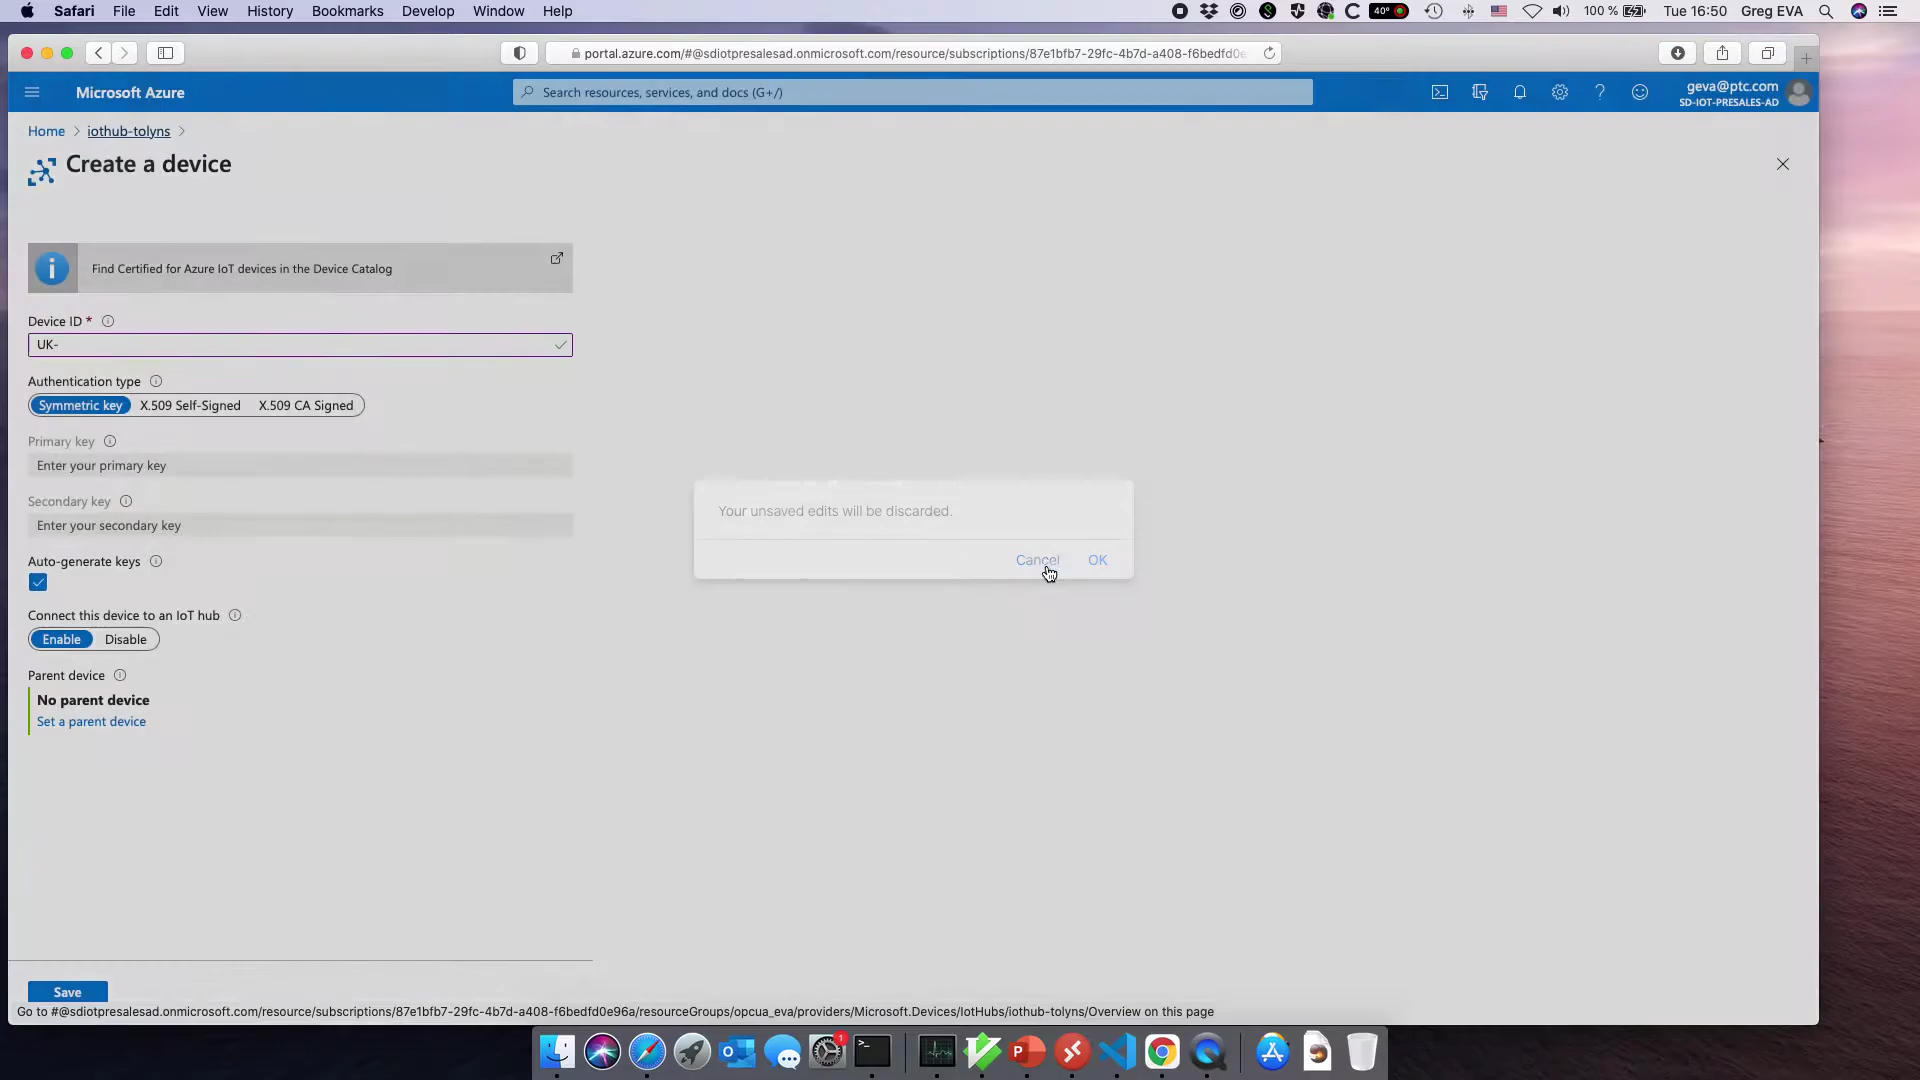 Safari File Edit View History Bookmarks Develop Window Help 40° 100 % Tue 16:50 Greg EVA
portal.azure.com/#@sdiotpresalesad.onmicrosoft.com/resource/subscriptions/87e1bfb7-29fc-4b7d-a408-f6bedfd0e
Microsoft Azure
Search resources, services, and docs (G+/)
geva@ptc.com
SD-IOT-PRESALES-AD
Home > iothub-tolyns >
Create a device
Find Certified for Azure IoT devices in the Device Catalog
Device ID *
UK-
Authentication type
Symmetric key X.509 Self-Signed X.509 CA Signed
Primary key
Enter your primary key
Secondary key
Enter your secondary key
Your unsaved edits will be discarded.
Cancel OK
Auto-generate keys
Connect this device to an IoT hub
Enable Disable
Parent device
No parent device
Set a parent device
Save
Go to #@sdiotpresalesad.onmicrosoft.com/resource/subscriptions/87e1bfb7-29fc-4b7d-a408-f6bedfd0e96a/resourceGroups/opcua_eva/providers/Microsoft.Devices/IotHubs/iothub-tolyns/Overview on this page
1